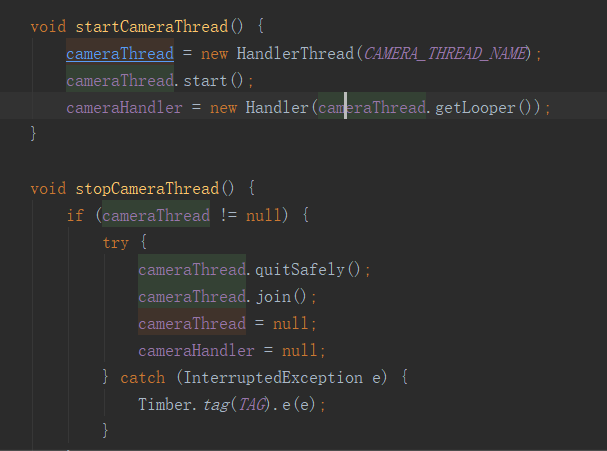 void startCameraThread() {
cameraThread = new HandlerThread(CAMERA_THREAD_NAME);
cameraThread.start();
cameraHandler = new Handler(cameraThread.getLooper());
}
void stopCameraThread() {
if (cameraThread != null) {
try {
cameraThread.quitSafely();
cameraThread.join();
cameraThread = null;
cameraHandler = null;
} catch (InterruptedException e) {
Timber.tag(TAG).e(e);
}